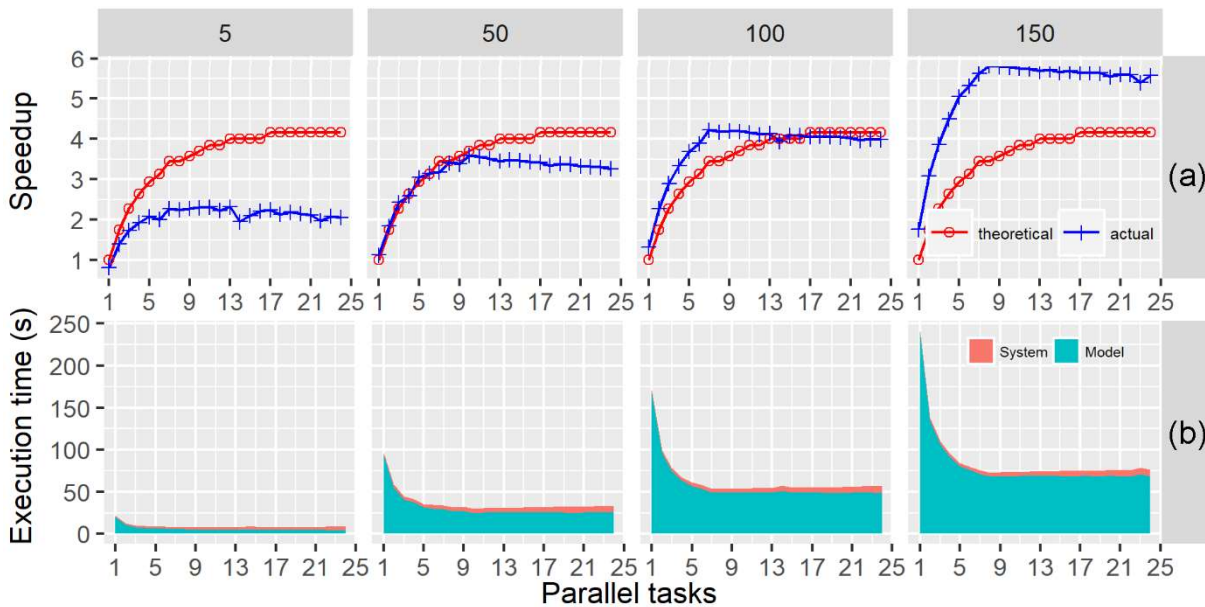 5 50 100 150
Speedup
6
5
4
3
2
1
theoretical actual
(a)
1 5 9 13 17 21 25 1 5 9 13 17 21 25 1 5 9 13 17 21 25 1 5 9 13 17 21 25
Execution time (s)
250
200
150
100
50
0
System Model
(b)
1 5 9 13 17 21 25 1 5 9 13 17 21 25 1 5 9 13 17 21 25 1 5 9 13 17 21 25
Parallel tasks